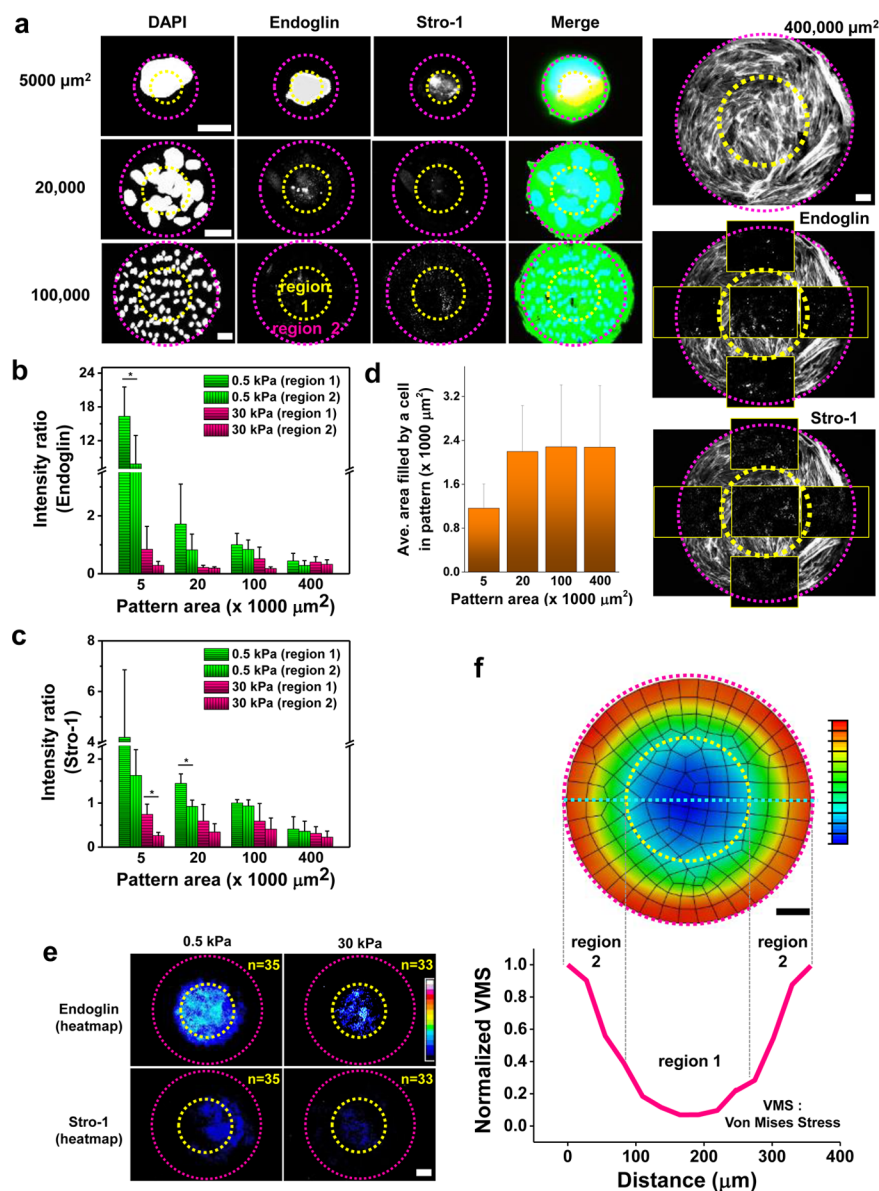 a
DAPI
Endoglin
Stro-1
Merge
400,000 μm²
5000 μm²
20,000
100,000
region
1
region 2
Endoglin
Stro-1
b
24
18
12
2
1
0
Intensity ratio
(Endoglin)
*
0.5 kPa (region 1)
0.5 kPa (region 2)
30 kPa (region 1)
30 kPa (region 2)
5
20
100
400
Pattern area (x 1000 μm²)
d
3.2
2.4
1.6
0.8
0.0
Ave. area filled by a cell
in pattern (x 1000 μm²)
5
20
100
400
Pattern area (x 1000 μm²)
c
8
6
4
2
1
0
Intensity ratio
(Stro-1)
*
*
0.5 kPa (region 1)
0.5 kPa (region 2)
30 kPa (region 1)
30 kPa (region 2)
5
20
100
400
Pattern area (x 1000 μm²)
e
0.5 kPa
30 kPa
Endoglin
(heatmap)
n=35
n=33
Stro-1
(heatmap)
n=35
n=33
f
region
2
region
2
1.0
0.8
0.6
0.4
0.2
0.0
Normalized VMS
region 1
VMS :
Von Mises Stress
0
100
200
300
400
Distance (μm)